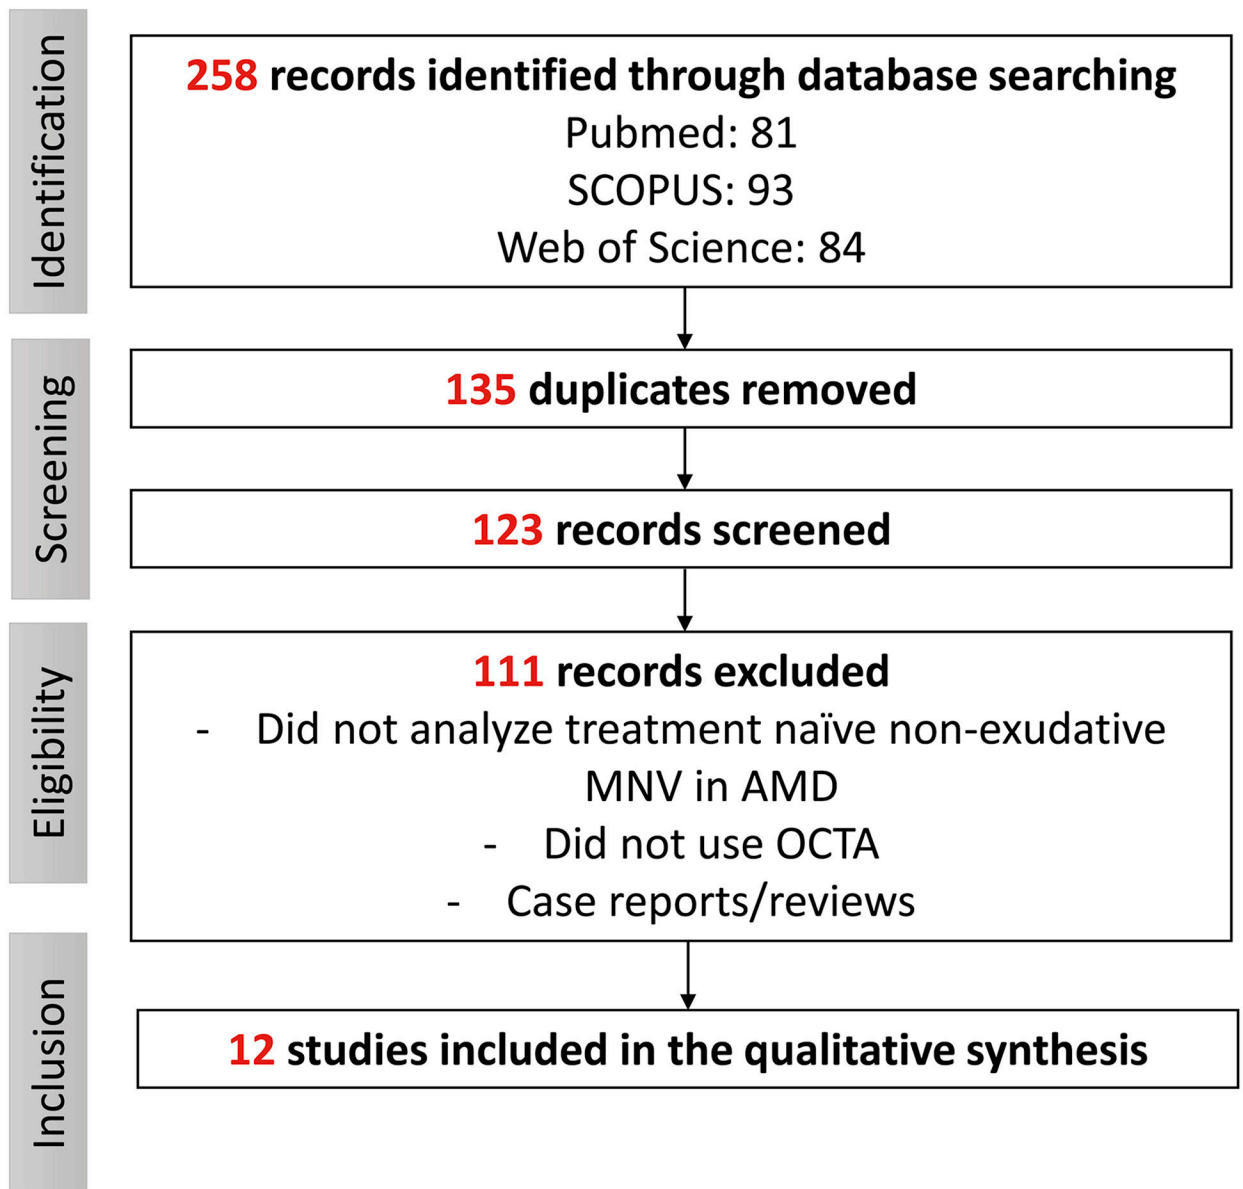 Identification
258 records identified through database searching
Pubmed: 81
SCOPUS: 93
Web of Science: 84
Screening
135 duplicates removed
123 records screened
Eligibility
111 records excluded
- Did not analyze treatment naïve non-exudative
MNV in AMD
- Did not use OCTA
- Case reports/reviews
Inclusion
12 studies included in the qualitative synthesis